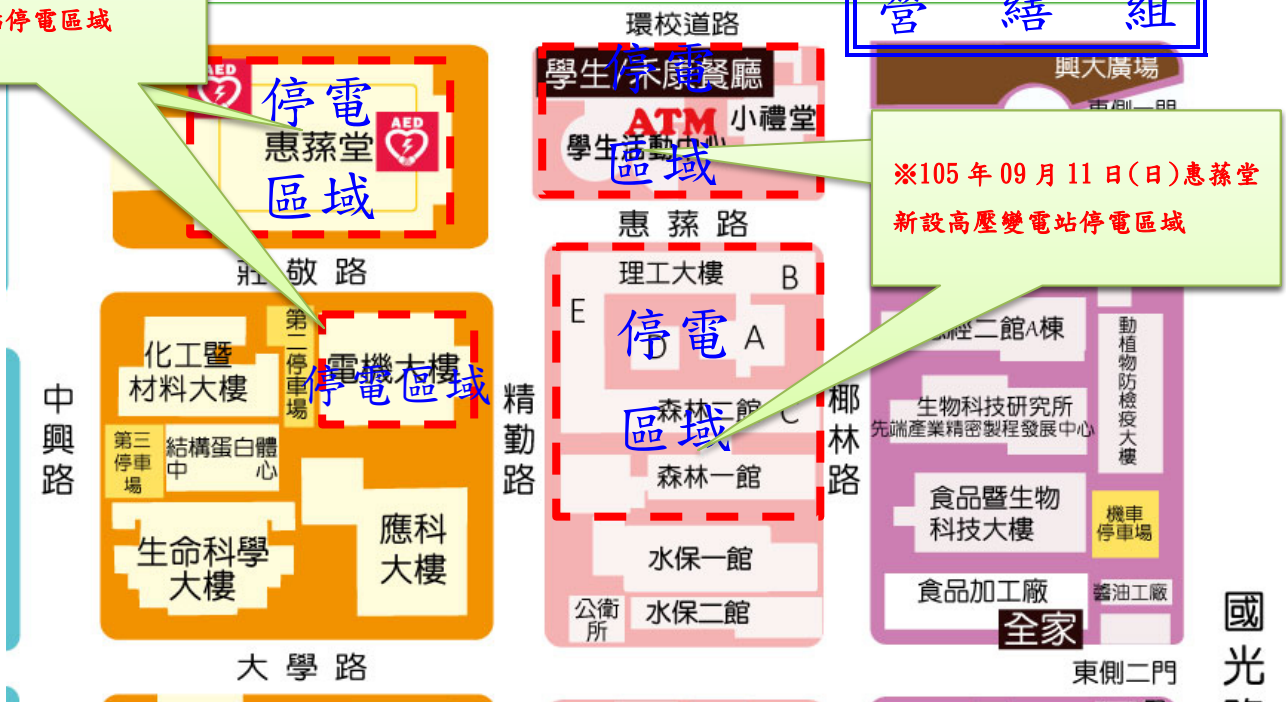 停電區域
環校道路
營繕組
AED
停電
惠蓀堂
AED
區域
停電
學生/禾康餐廳
ATM
小禮堂
學生活動中心
區域
興大廣場
東側一門
※105年09月11日(日)惠蓀堂
新設高壓變電站停電區域
惠蓀路
莊敬路
理工大樓
B
E
停電
D
A
區域
森林二館
C
森林一館
第二停車場
化工暨
材料大樓
電機大樓
停電區域
中興路
精勤路
椰林路
第三
停車
場
結構蛋白體
中心
生命科學
大樓
應科
大樓
水保一館
公衛
所
水保二館
經二館A棟
動植物防檢疫大樓
生物科技研究所
先端產業精密製程發展中心
食品暨生物
科技大樓
機車
停車場
食品加工廠
醬油工廠
全家
大學路
東側二門
國光